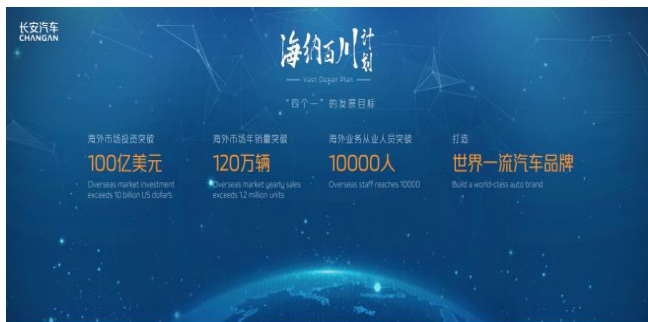 长安汽车
CHANGAN
海纳百川计划
Vast Ocean Plan
“四个一”的发展目标
海外市场投资突破
100亿美元
Overseas market investment
exceeds 10 billion US dollars
海外市场年销量突破
120万辆
Overseas market yearly sales
exceeds 1.2 million units
海外业务从业人员突破
10000人
Overseas staff reaches 10000
打造
世界一流汽车品牌
Build a world-class auto brand